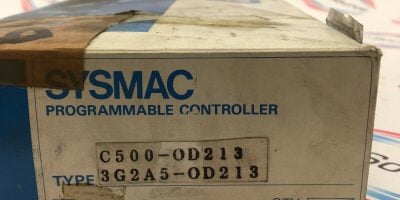 SYSMAC
PROGRAMMABLE CONTROLLER
C500-OD213
TYPE 3G2A5-OD213